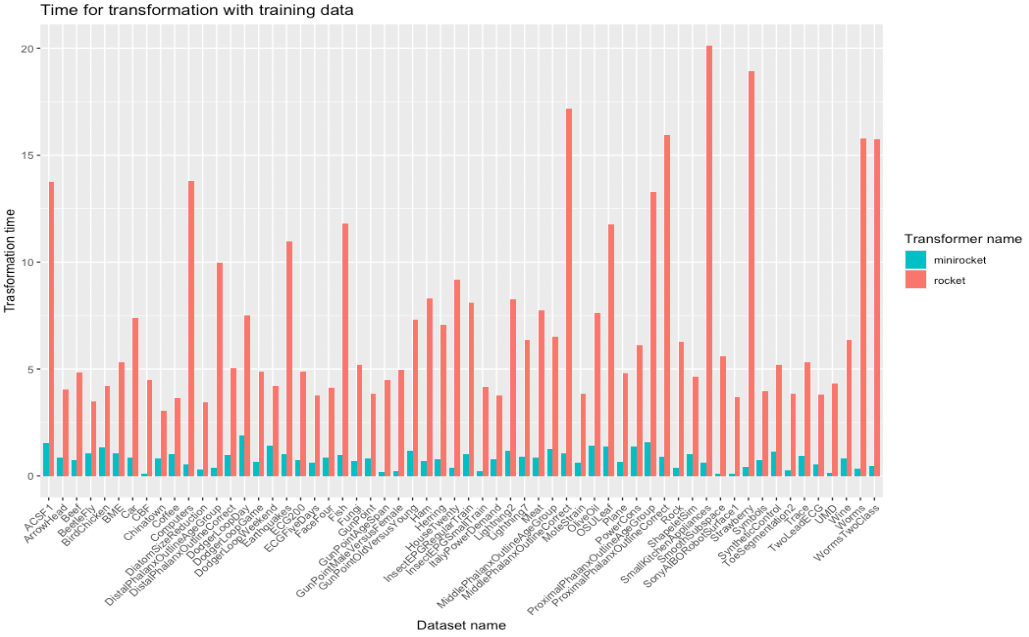 Time for transformation with training data
Trasformation time
20
15
10
5
0
ACSF1
ArrowHead
Beef
BeetleFly
BirdChicken
BME
Car
CBF
Chinatown
Coffee
Computers
DiatomSizeReduction
DistalPhalanxOutlineAgeGroup
DistalPhalanxOutlineCorrect
DodgerLoopDay
DodgerLoopGame
DodgerLoopWeekend
Earthquakes
ECG200
ECGFiveDays
FaceFour
Fish
Fungi
GunPoint
GunPointAgeSpan
GunPointMaleVersusFemale
GunPointOldVersusYoung
Ham
Herring
HouseTwenty
InsectEPGRegularTrain
InsectEPGSmallTrain
ItalyPowerDemand
Lightning2
Lightning7
Meat
MiddlePhalanxOutlineAgeGroup
MiddlePhalanxOutlineCorrect
MoteStrain
OliveOil
OSULeaf
Plane
PowerCons
ProximalPhalanxOutlineAgeGroup
ProximalPhalanxOutlineCorrect
Rock
ShapeletSim
SmallKitchenAppliances
SmoothSubspace
SonyAIBORobotSurface1
Strawberry
Symbols
SyntheticControl
ToeSegmentation2
Trace
TwoLeadECG
UMD
Wine
Worms
WormsTwoClass
Dataset name
Transformer name
minirocket
rocket